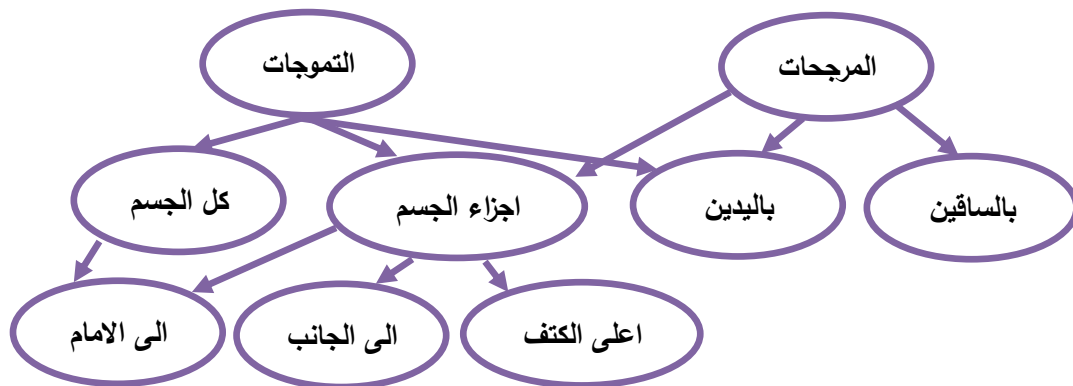 المرجحات
التموجات
بالساقين
باليدين
اجزاء الجسم
كل الجسم
اعلى الكتف
الى الجانب
الى الامام